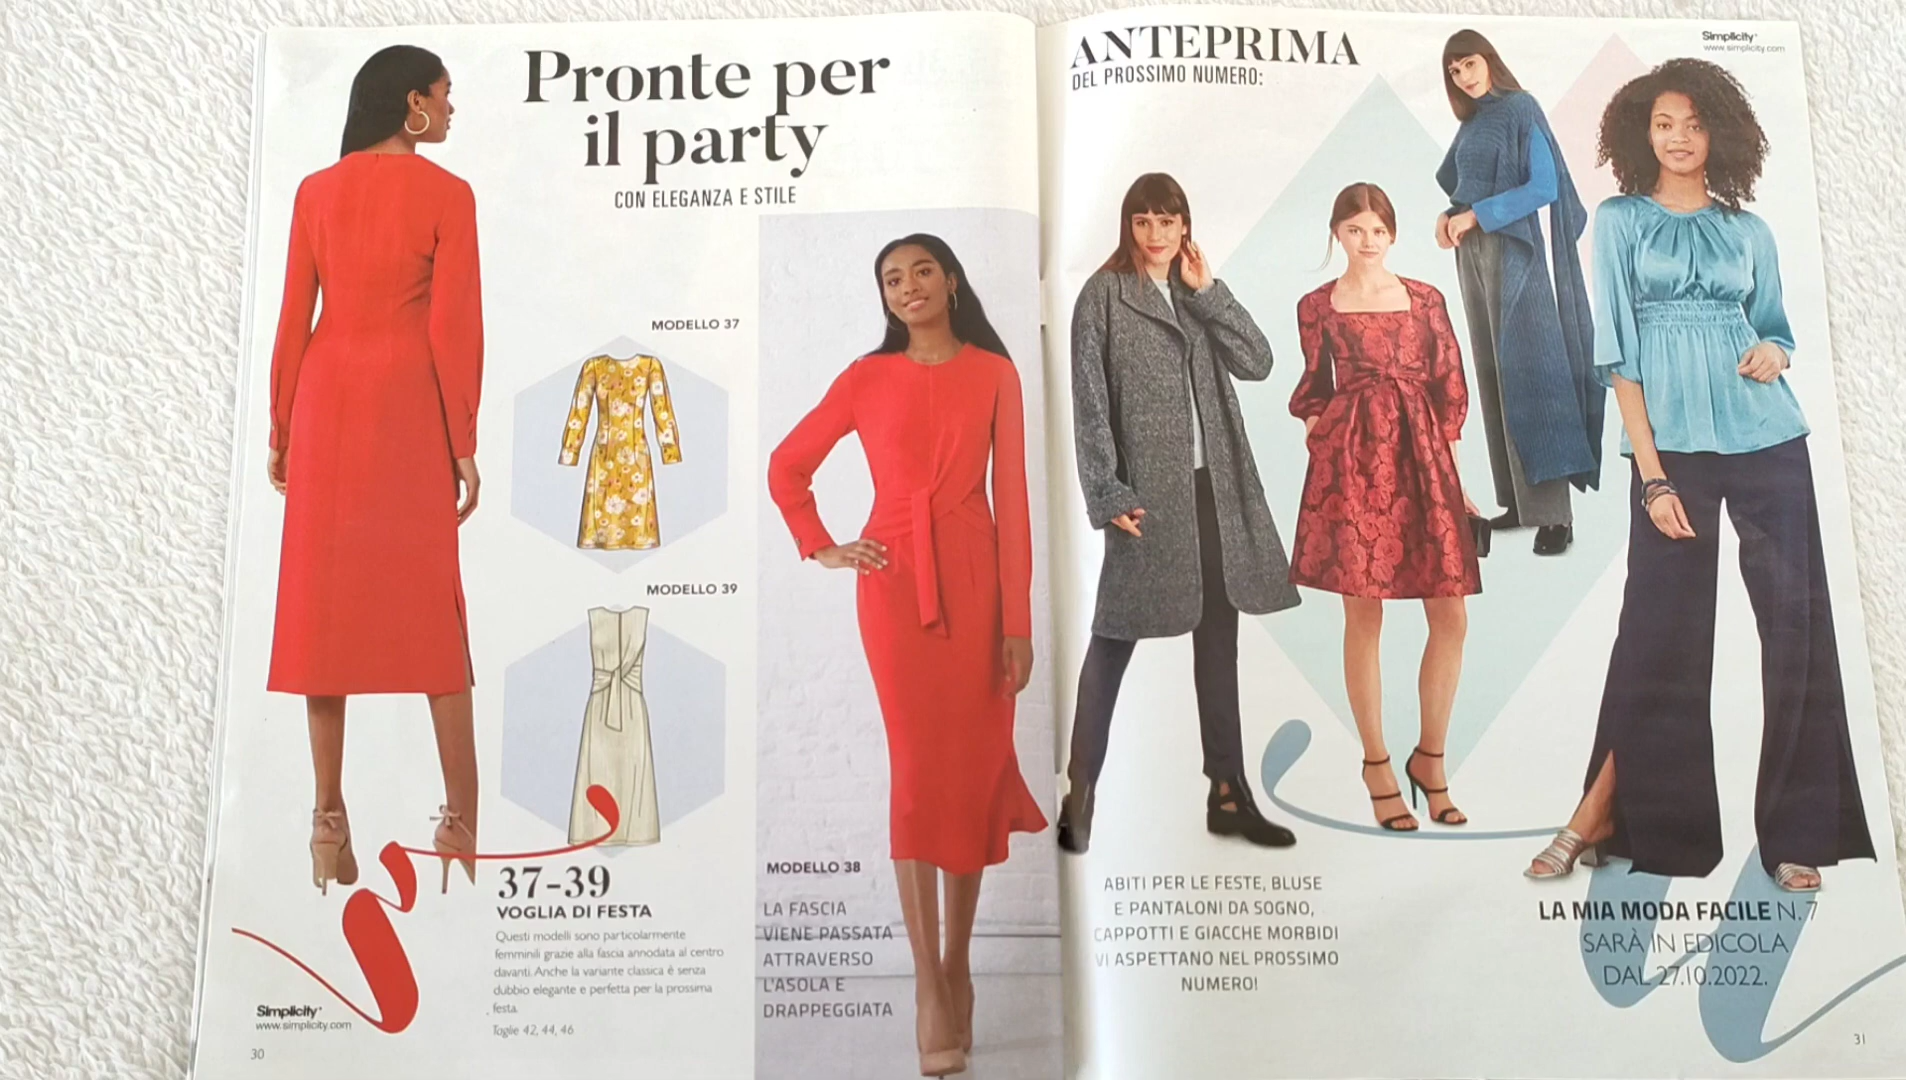 Pronte per
il party
CON ELEGANZA E STILE
MODELLO 37
MODELLO 39
37-39
VOGLIA DI FESTA
Questi modelli sono particolarmente
femminili grazie alla fascia annodata al centro
davanti. Anche la variante classica é senza
dubbio elegante e perfetta per la prossima
festa.
Taglie 42, 44, 46
Simplicity
www.simplicity.com
30
MODELLO 38
LA FASCIA
VIENE PASSATA
ATTRAVERSO
L'ASOLA E
DRAPPEGGIATA
ANTEPRIMA
DEL PROSSIMO NUMERO:
Simplicity
www.simplicity.com
ABITI PER LE FESTE, BLUSE
E PANTALONI DA SOGNO,
CAPPOTTI E GIACCHE MORBIDI
VI ASPETTANO NEL PROSSIMO
NUMERO!
LA MIA MODA FACILE N. 7
SARÀ IN EDICOLA
DAL 27.10.2022.
31